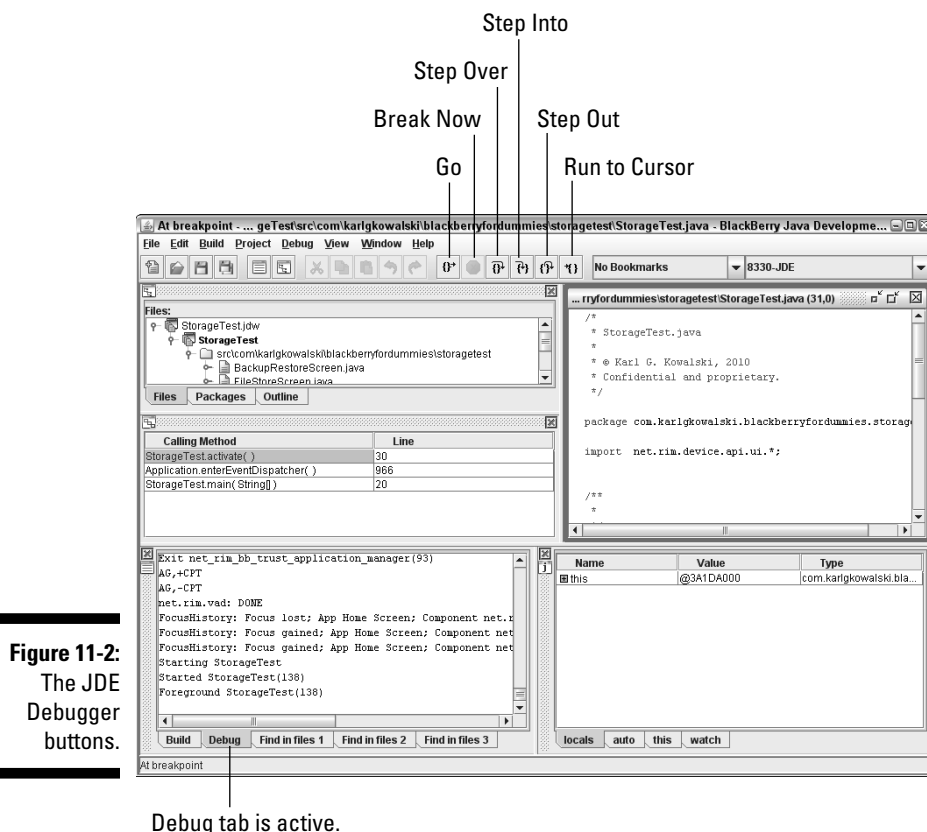 Step Into
Step Over
Break Now
Step Out
Go
Run to Cursor
At breakpoint - ... geTest\src\com\karlgkowalski\blackberryfordummies\storagetest\StorageTest.java - BlackBerry Java Developme...
File Edit Build Project Debug View Window Help
No Bookmarks
8330-JDE
Files:
StorageTest.jdw
StorageTest
src\com\karlgkowalski\blackberryfordummies\storagetest
BackupRestoreScreen.java
FileStoreScreen.java
Files Packages Outline
... rryfordummies\storagetest\StorageTest.java (31,0)
/*
* StorageTest.java
*
* © Karl G. Kowalski, 2010
* Confidential and proprietary.
*/
package com.karlgkowalski.blackberryfordummies.storag
import net.rim.device.api.ui.*;
/**
*
Calling Method Line
StorageTest.activate( ) 30
Application.enterEventDispatcher( ) 966
StorageTest.main( String[] ) 20
Exit net_rim_bb_trust_application_manager(93)
AG,+CPT
AG,-CPT
net.rim.vad: DONE
FocusHistory: Focus lost; App Home Screen; Component net.r
FocusHistory: Focus gained; App Home Screen; Component net
FocusHistory: Focus gained; App Home Screen; Component net
Starting StorageTest
Started StorageTest(138)
Foreground StorageTest(138)
Build Debug Find in files 1 Find in files 2 Find in files 3
Name Value Type
this @3A1DA000 com.karlgkowalski.bla...
locals auto this watch
At breakpoint
Debug tab is active.
Figure 11-2:
The JDE
Debugger
buttons.